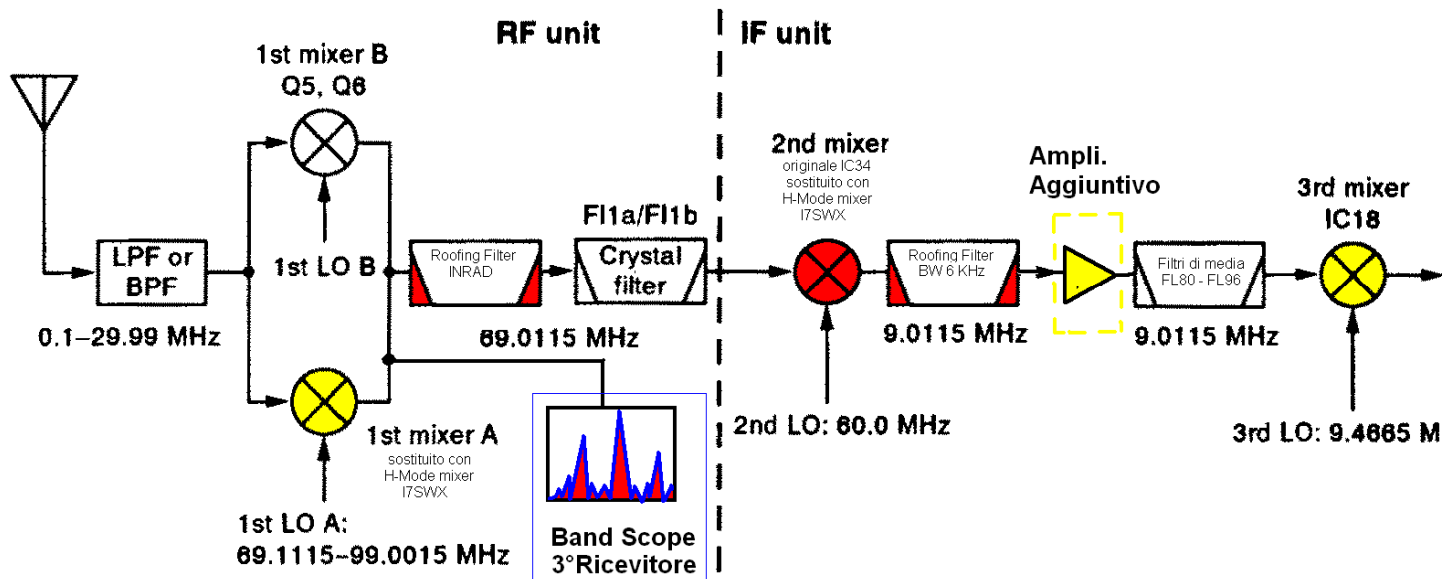 RF unit
IF unit
1st mixer B
Q5, Q6
LPF or
BPF
0.1–29.99 MHz
1st LO B
1st mixer A
sostituito con
H-Mode mixer
I7SWX
1st LO A:
69.1115~99.0015 MHz
Roofing Filter
INRAD
FI1a/FI1b
Crystal
filter
69.0115 MHz
Band Scope
3°Ricevitore
2nd mixer
originale IC34
sostituito con
H-Mode mixer
I7SWX
2nd LO: 60.0 MHz
Roofing Filter
BW 6 KHz
9.0115 MHz
Ampli.
Aggiuntivo
Filtri di media
FL80 - FL96
9.0115 MHz
3rd mixer
IC18
3rd LO: 9.4665 M